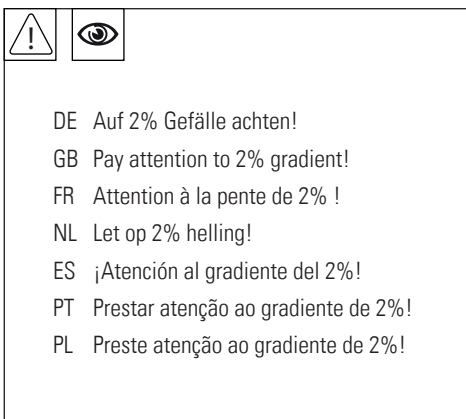 DE Auf 2% Gefälle achten!
GB Pay attention to 2% gradient!
FR Attention à la pente de 2% !
NL Let op 2% helling!
ES ¡Atención al gradiente del 2%!
PT Prestar atenção ao gradiente de 2%!
PL Preste atenção ao gradiente de 2%!